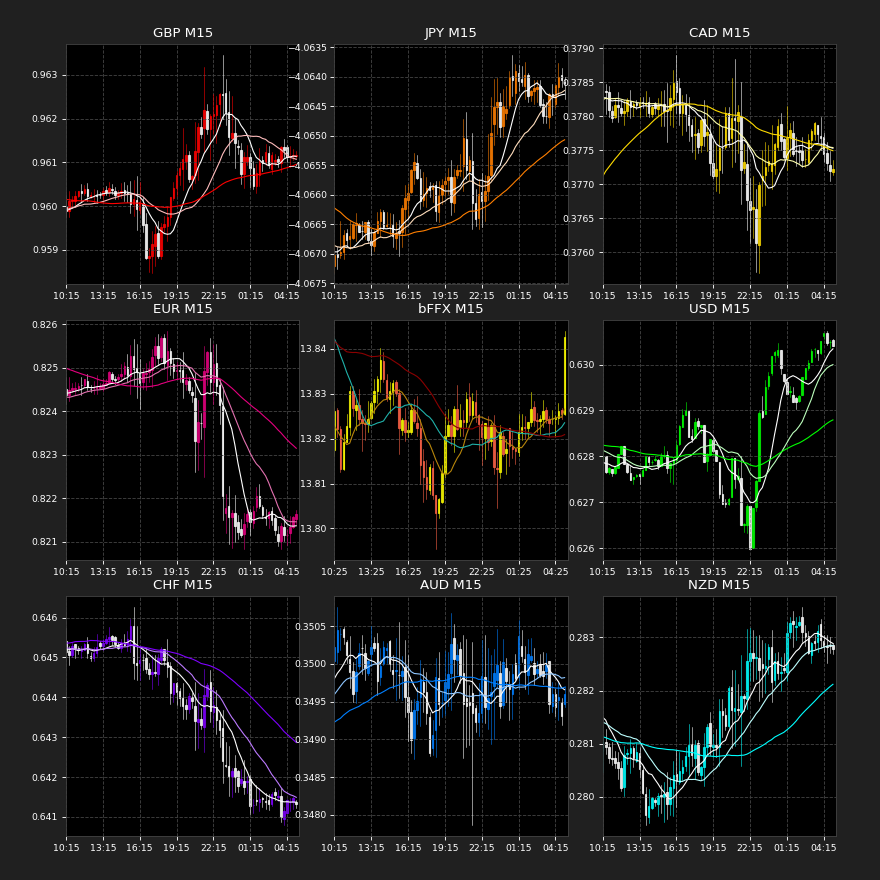 GBP M15
JPY M15
CAD M15
0.963
0.962
0.961
0.960
0.959
−4.0635
−4.0640
−4.0645
−4.0650
−4.0655
−4.0660
−4.0665
−4.0670
−4.0675
0.3790
0.3785
0.3780
0.3775
0.3770
0.3765
0.3760
10:15 13:15 16:15 19:15 22:15 01:15 04:15
10:15 13:15 16:15 19:15 22:15 01:15 04:15
10:15 13:15 16:15 19:15 22:15 01:15 04:15
EUR M15
bFFX M15
USD M15
0.826
0.825
0.824
0.823
0.822
0.821
13.84
13.83
13.82
13.81
13.80
0.630
0.629
0.628
0.627
0.626
10:15 13:15 16:15 19:15 22:15 01:15 04:15
10:25 13:25 16:25 19:25 22:25 01:25 04:25
10:15 13:15 16:15 19:15 22:15 01:15 04:15
CHF M15
AUD M15
NZD M15
0.646
0.645
0.644
0.643
0.642
0.641
0.3505
0.3500
0.3495
0.3490
0.3485
0.3480
0.283
0.282
0.281
0.280
10:15 13:15 16:15 19:15 22:15 01:15 04:15
10:15 13:15 16:15 19:15 22:15 01:15 04:15
10:15 13:15 16:15 19:15 22:15 01:15 04:15